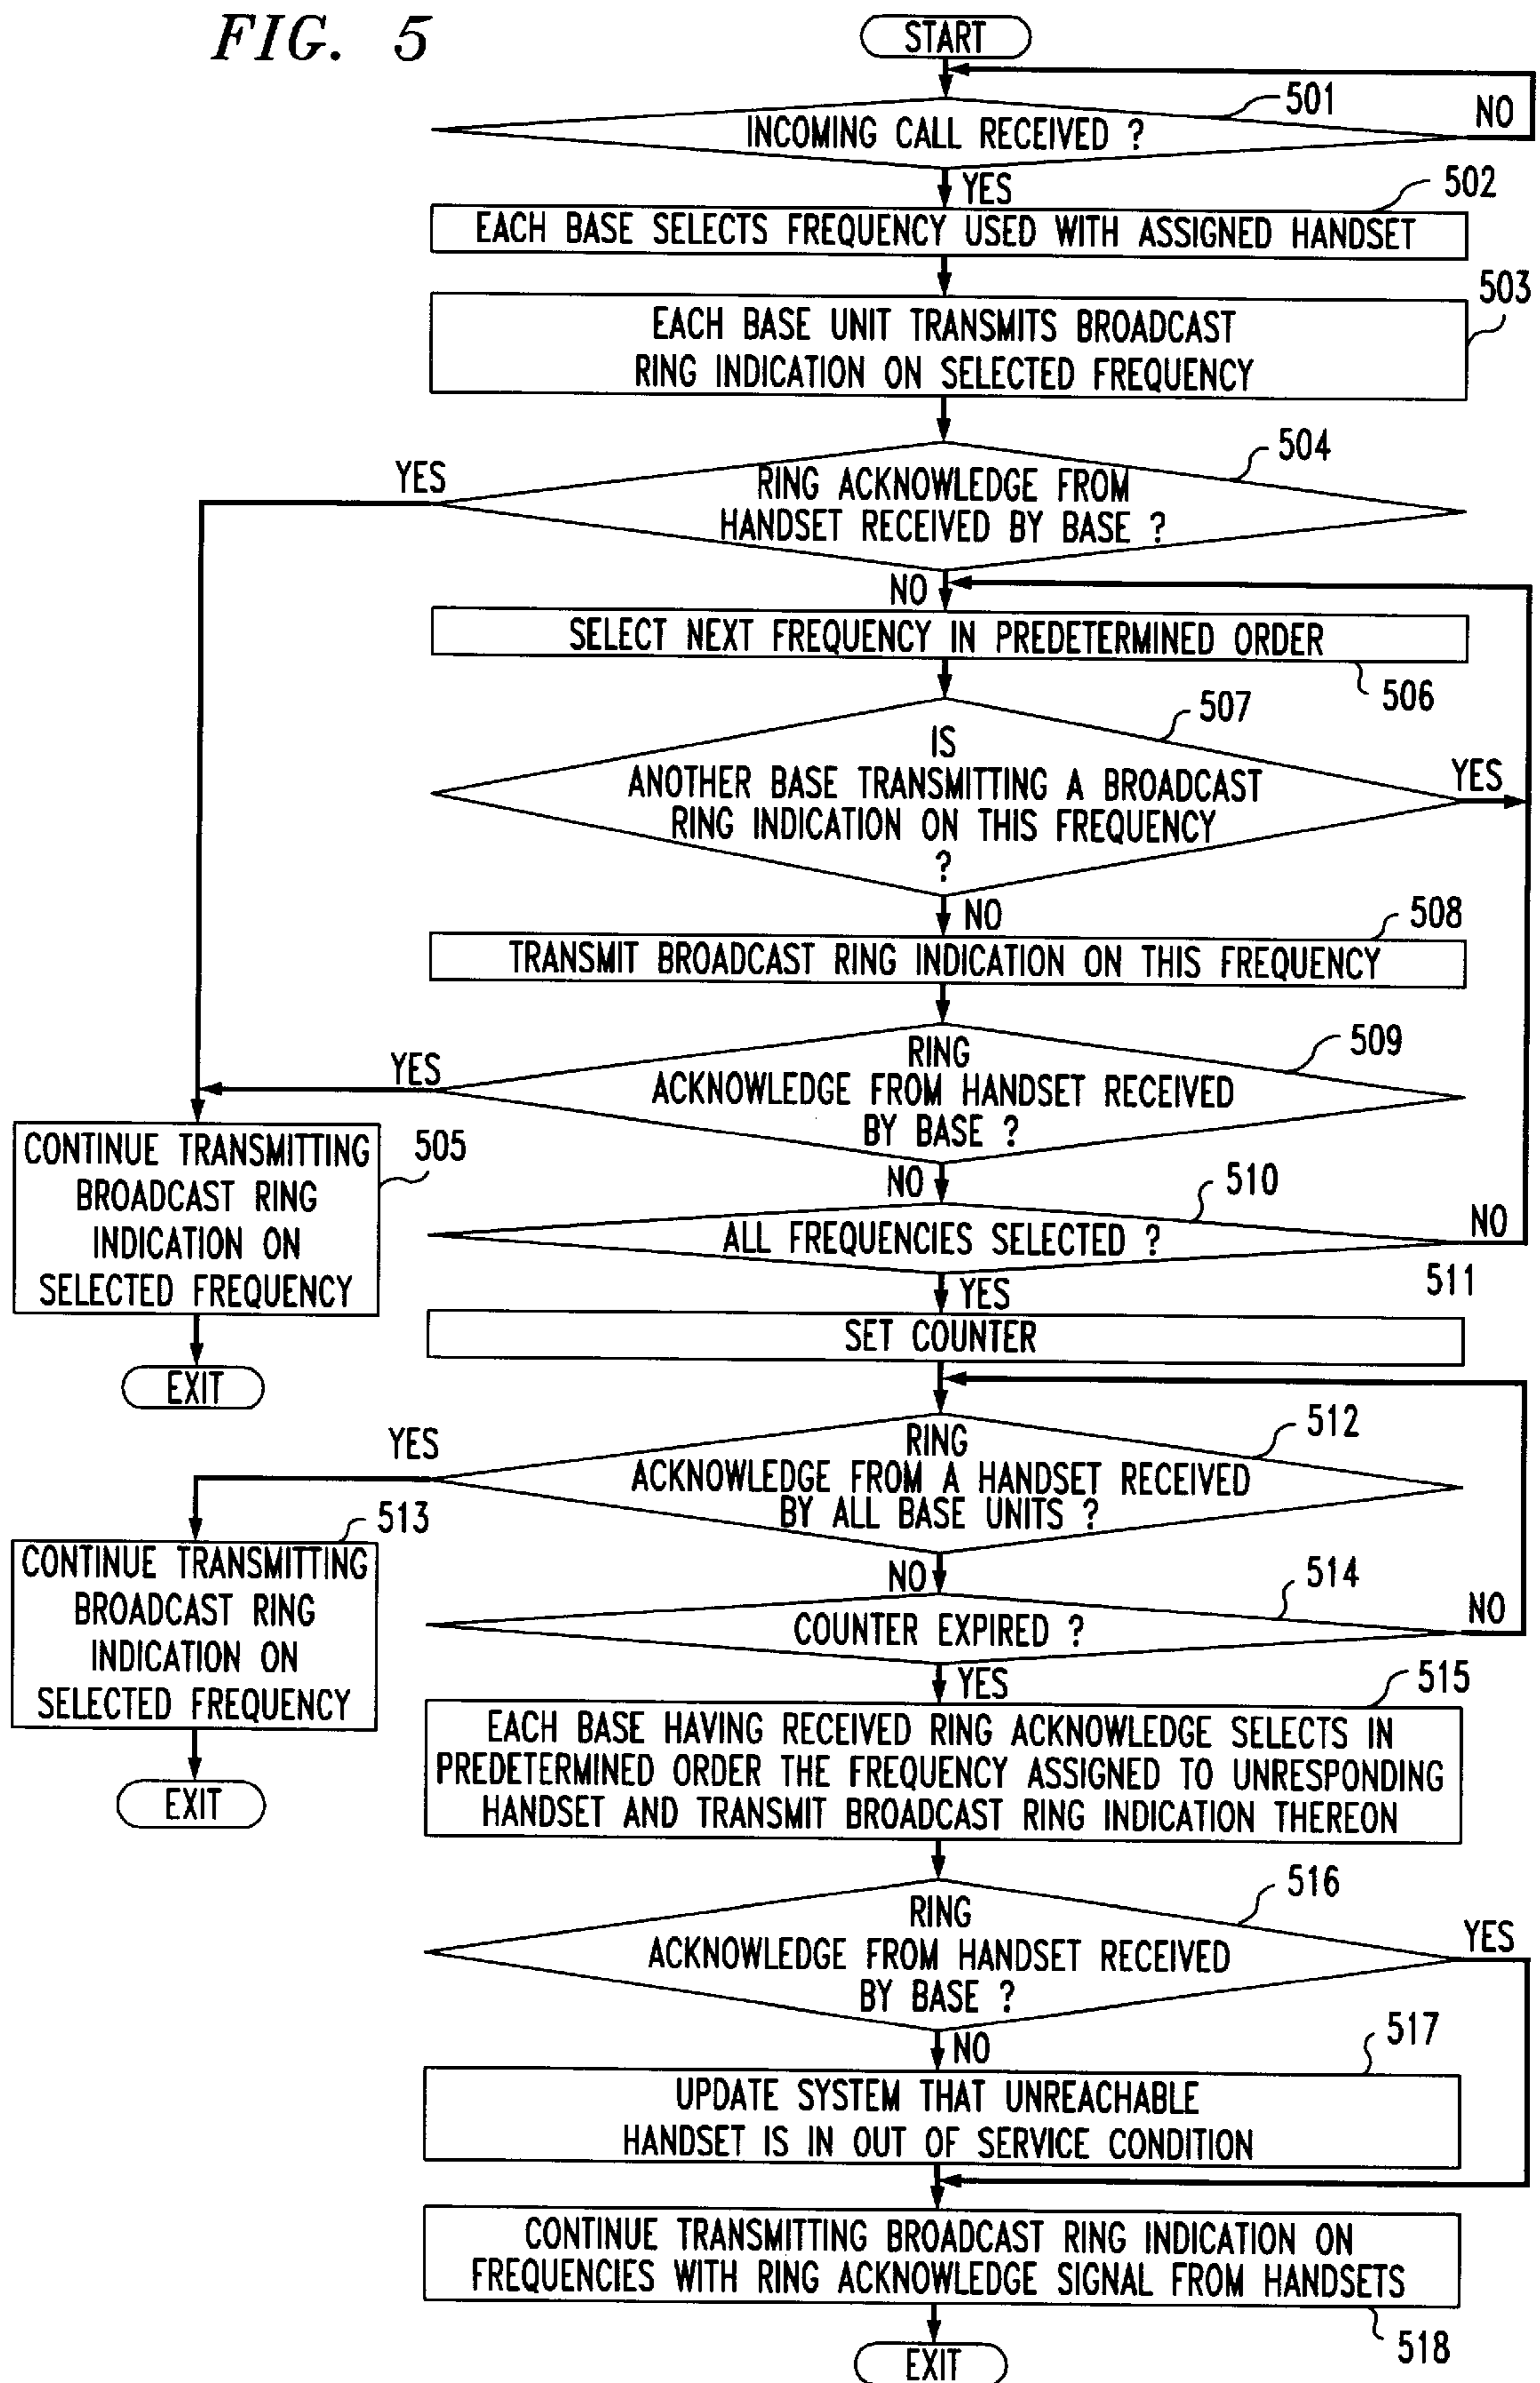 FIG. 5
START
501
NO
INCOMING CALL RECEIVED ?
YES
502
EACH BASE SELECTS FREQUENCY USED WITH ASSIGNED HANDSET
503
EACH BASE UNIT TRANSMITS BROADCAST
RING INDICATION ON SELECTED FREQUENCY
504
YES
RING ACKNOWLEDGE FROM
HANDSET RECEIVED BY BASE ?
NO
SELECT NEXT FREQUENCY IN PREDETERMINED ORDER
506
507
IS
ANOTHER BASE TRANSMITTING A BROADCAST
RING INDICATION ON THIS FREQUENCY
?
YES
NO
508
TRANSMIT BROADCAST RING INDICATION ON THIS FREQUENCY
509
YES
RING
ACKNOWLEDGE FROM HANDSET RECEIVED
BY BASE ?
CONTINUE TRANSMITTING
BROADCAST RING
INDICATION ON
SELECTED FREQUENCY
505
EXIT
NO
510
ALL FREQUENCIES SELECTED ?
NO
YES
511
SET COUNTER
512
YES
RING
ACKNOWLEDGE FROM A HANDSET RECEIVED
BY ALL BASE UNITS ?
513
CONTINUE TRANSMITTING
BROADCAST RING
INDICATION ON
SELECTED FREQUENCY
EXIT
NO
514
COUNTER EXPIRED ?
NO
YES
515
EACH BASE HAVING RECEIVED RING ACKNOWLEDGE SELECTS IN
PREDETERMINED ORDER THE FREQUENCY ASSIGNED TO UNRESPONDING
HANDSET AND TRANSMIT BROADCAST RING INDICATION THEREON
516
RING
ACKNOWLEDGE FROM HANDSET RECEIVED
BY BASE ?
YES
NO
517
UPDATE SYSTEM THAT UNREACHABLE
HANDSET IS IN OUT OF SERVICE CONDITION
CONTINUE TRANSMITTING BROADCAST RING INDICATION ON
FREQUENCIES WITH RING ACKNOWLEDGE SIGNAL FROM HANDSETS
518
EXIT